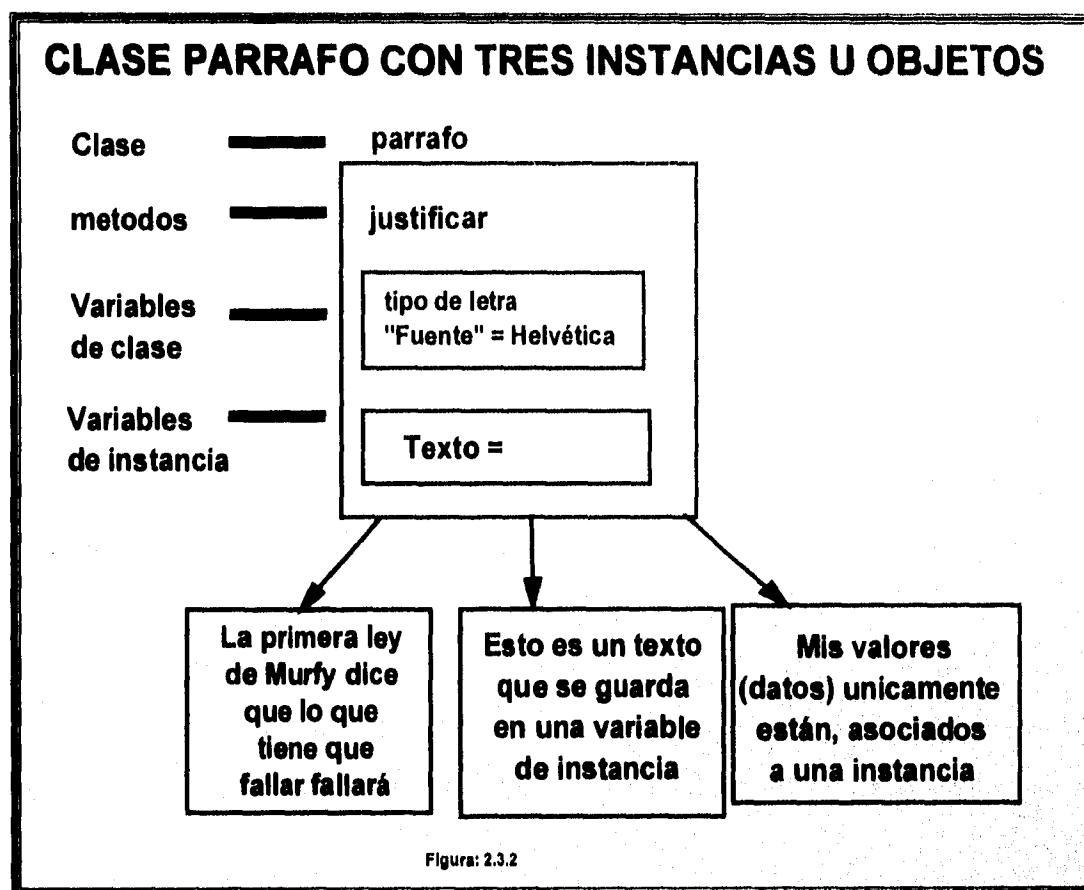 CLASE PARRAFO CON TRES INSTANCIAS U OBJETOS
Clase
parrafo
metodos
justificar
Variables
de clase
tipo de letra
"Fuente" = Helvética
Variables
de instancia
Texto =
La primera ley
de Murfy dice
que lo que
tiene que
fallar fallará
Esto es un texto
que se guarda
en una variable
de instancia
Mis valores
(datos) unicamente
están, asociados
a una instancia
Figura: 2.3.2